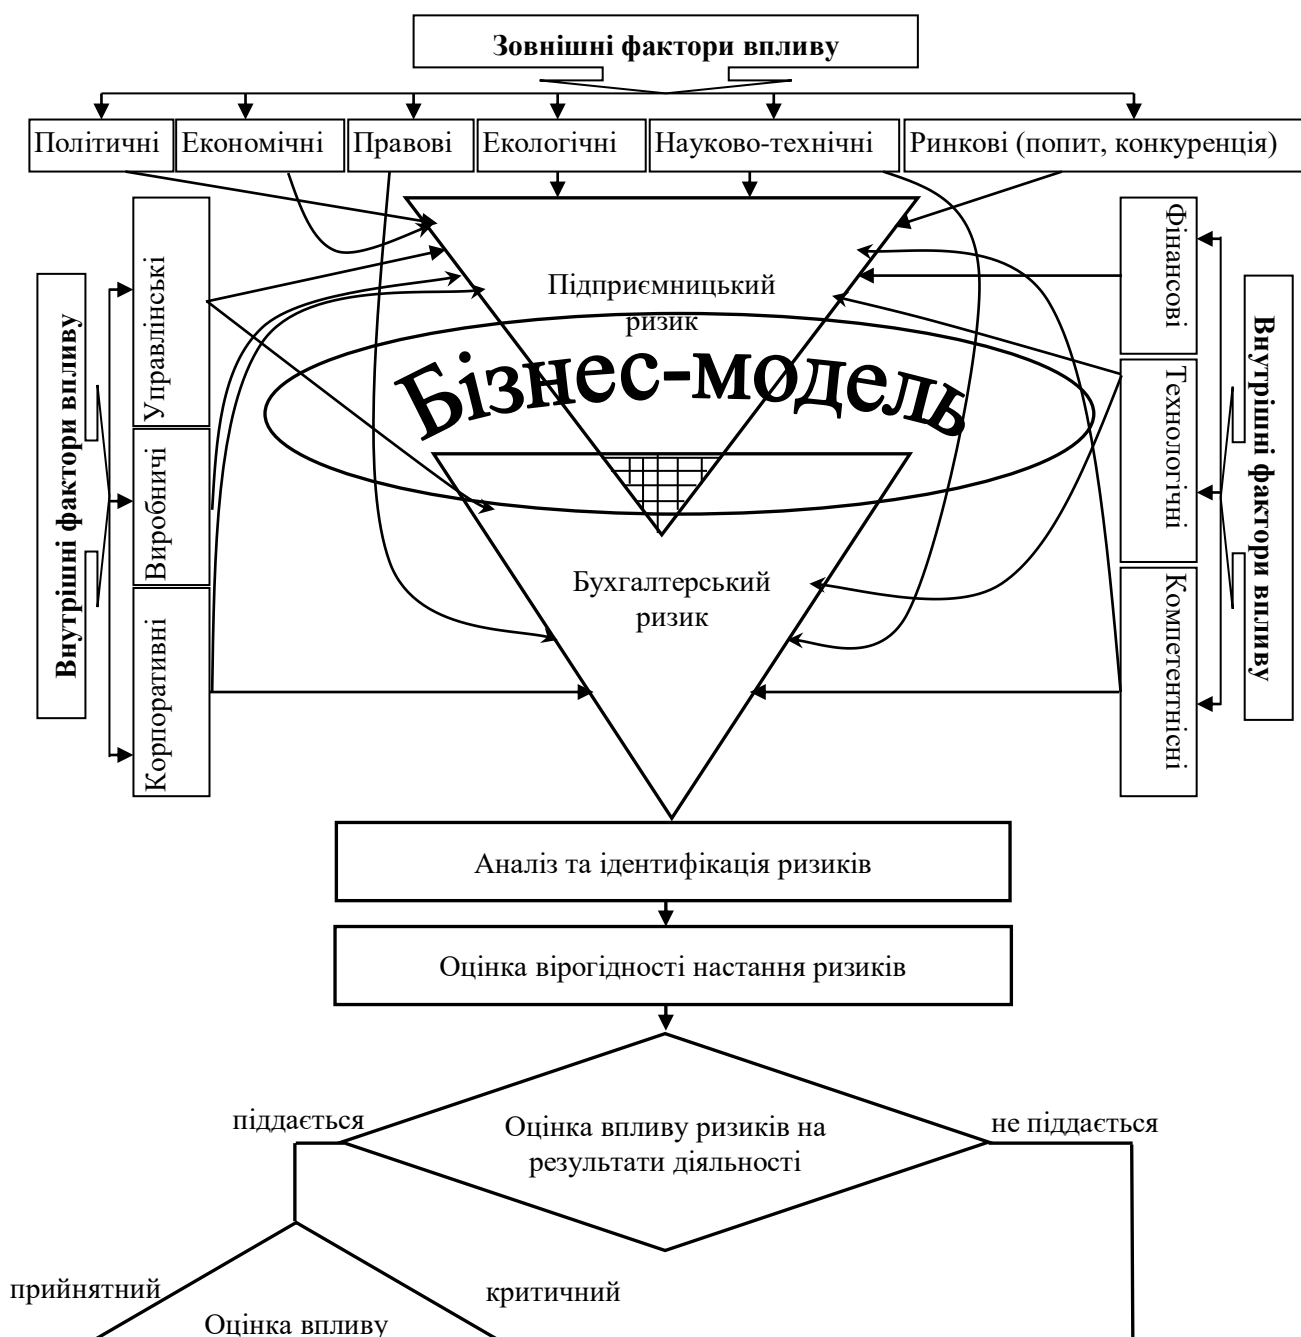 Зовнішні фактори впливу
Політичні
Економічні
Правові
Екологічні
Науково-технічні
Ринкові (попит, конкуренція)
Внутрішні фактори впливу
Управлінські
Виробничі
Корпоративні
Підприємницький
ризик
Бізнес-модель
Бухгалтерський
ризик
Фінансові
Технологічні
Компетентнісні
Внутрішні фактори впливу
Аналіз та ідентифікація ризиків
Оцінка вірогідності настання ризиків
піддається
Оцінка впливу ризиків на
результати діяльності
не піддається
прийнятний
критичний
Оцінка впливу